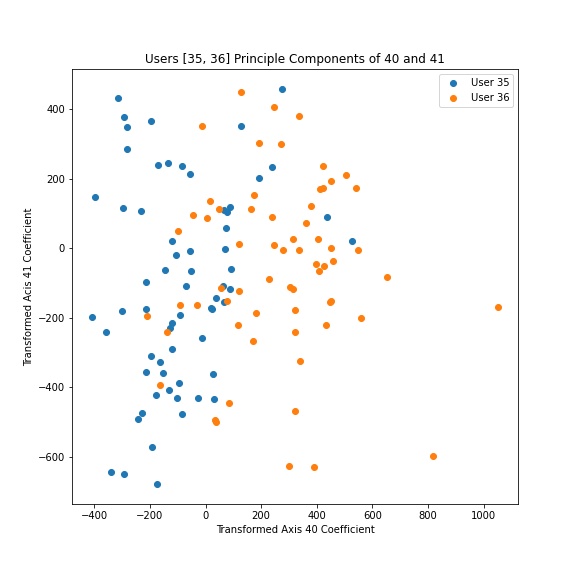 Users [35, 36] Principle Components of 40 and 41
User 35
User 36
Transformed Acis 41 Coefficient
400
200
0
−200
−400
−600
−400
−200
0
200
400
600
800
1000
Transformed Axis 40 Coefficient